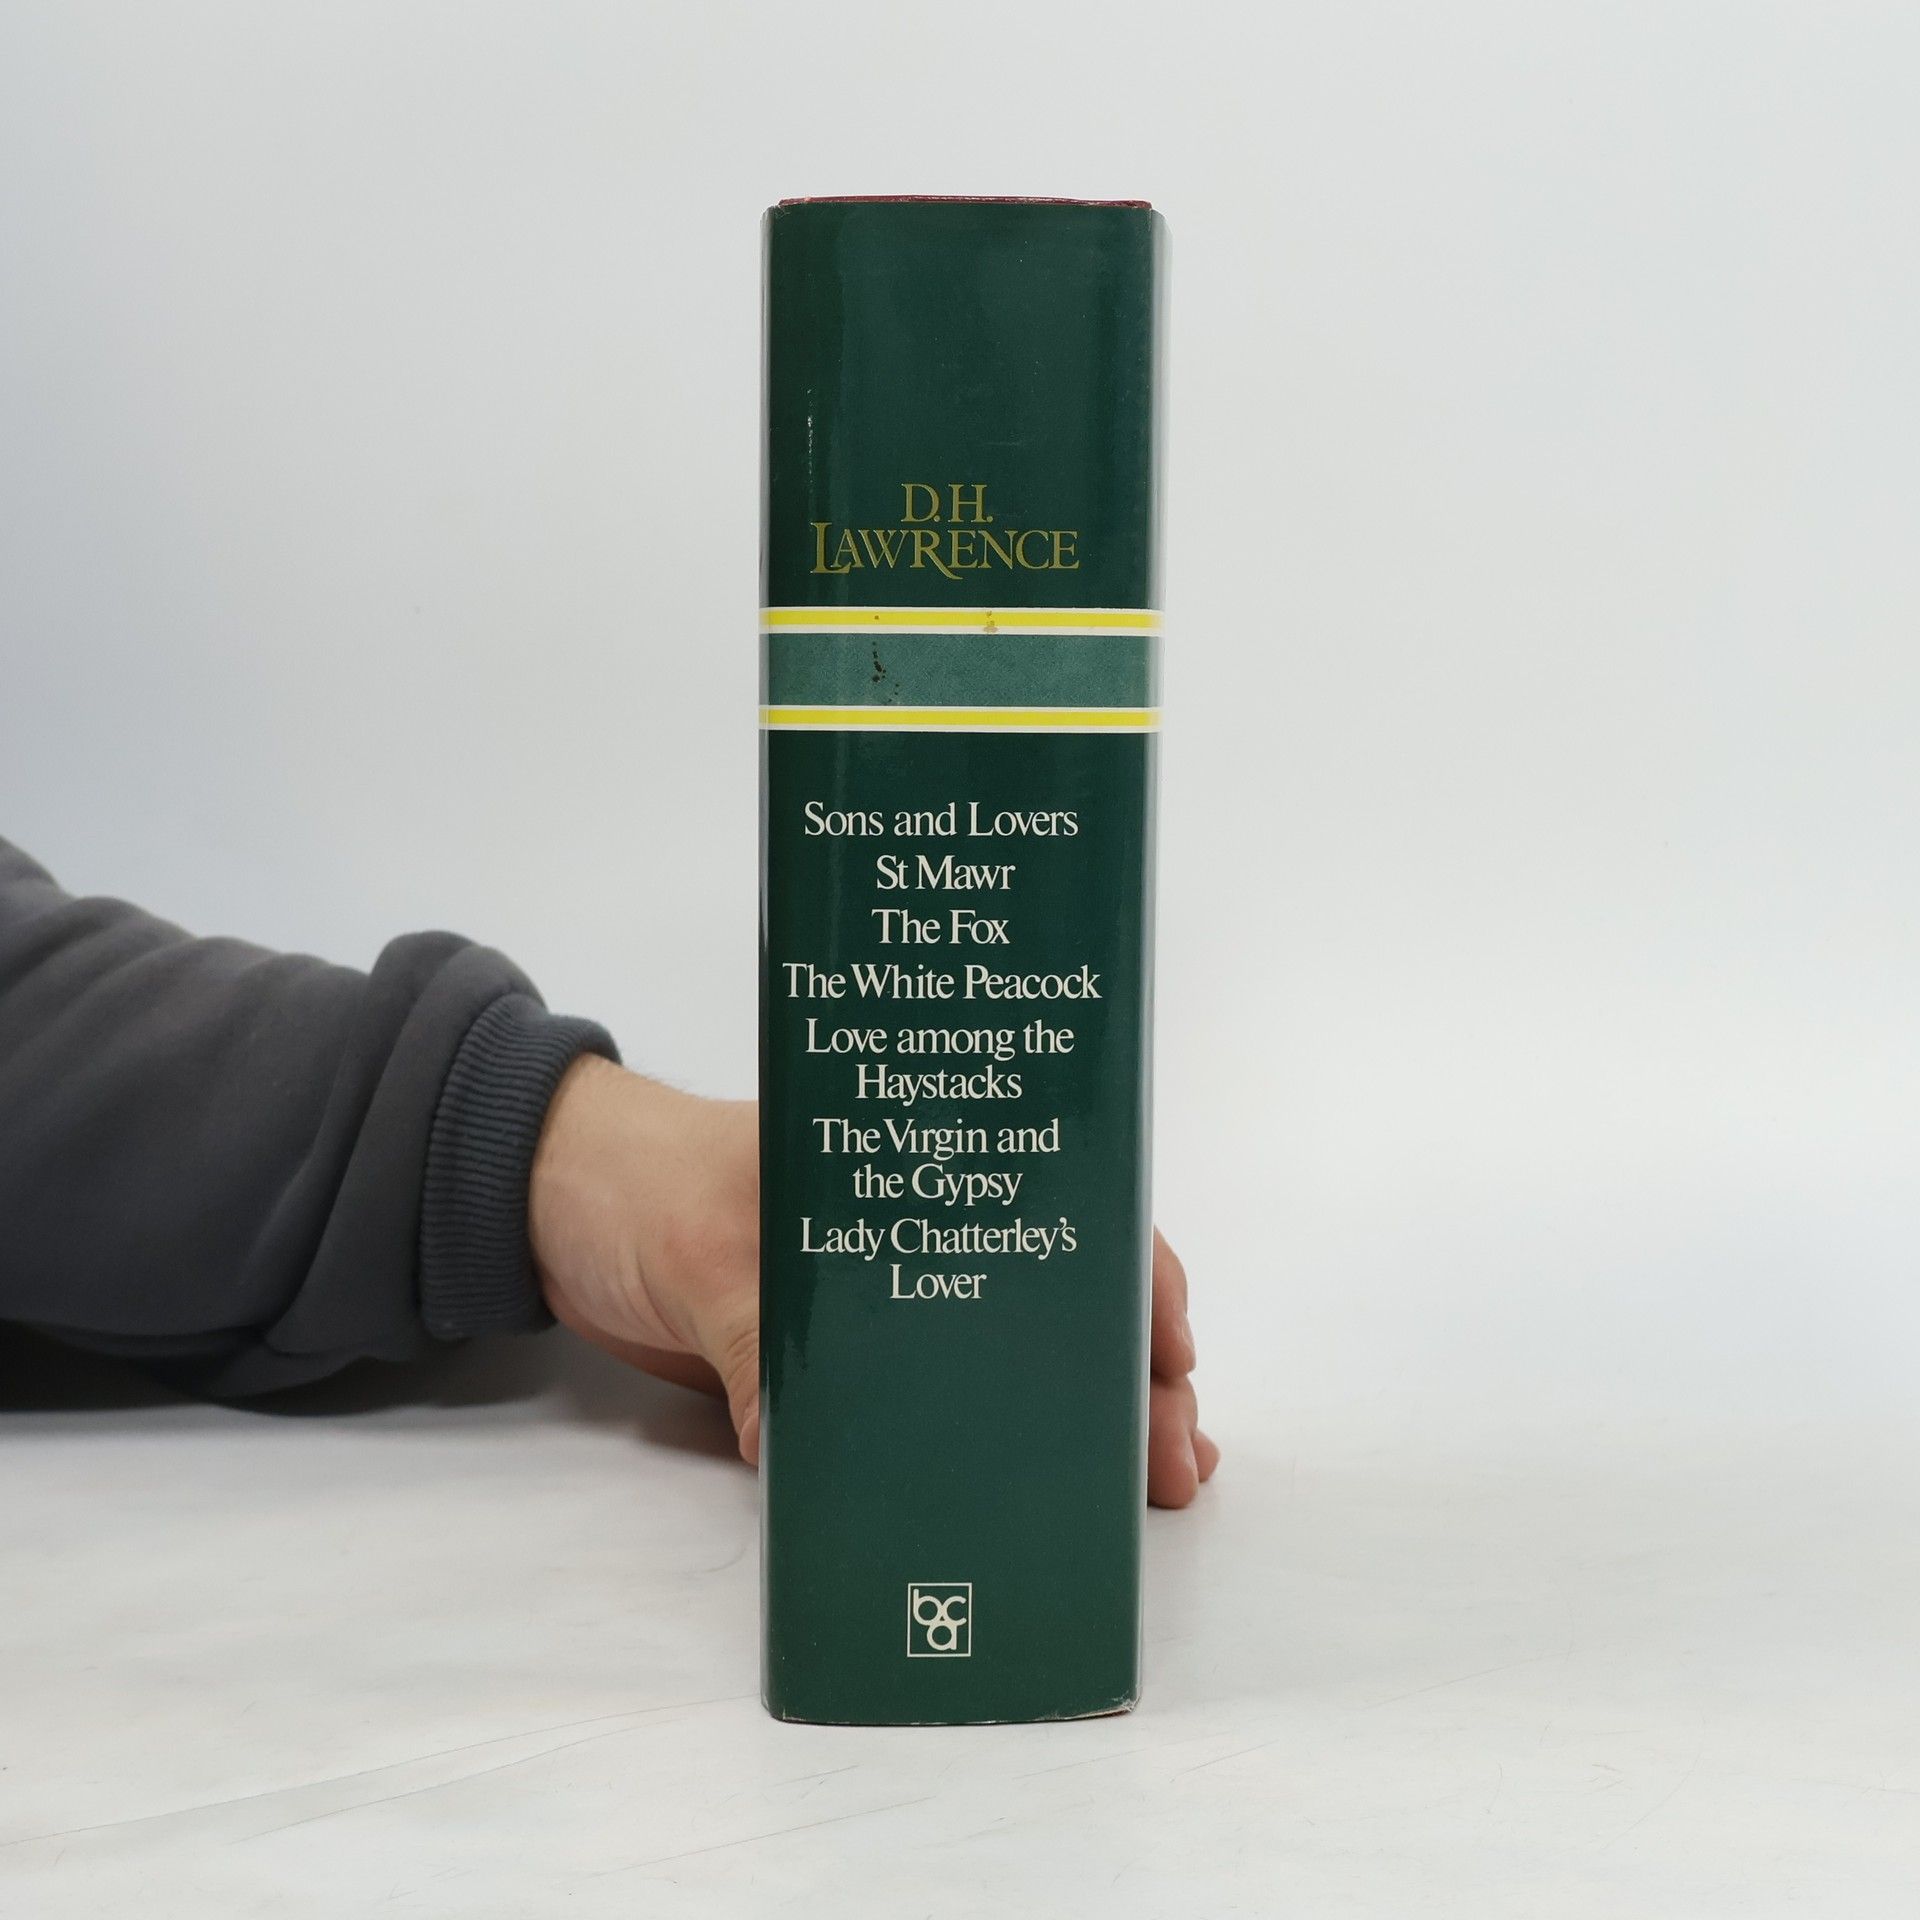 D.H.
LAWRENCE
Sons and Lovers
St Mawr
The Fox
The White Peacock
Love among the
Haystacks
The Virgin and
the Gypsy
Lady Chatterley's
Lover
bca